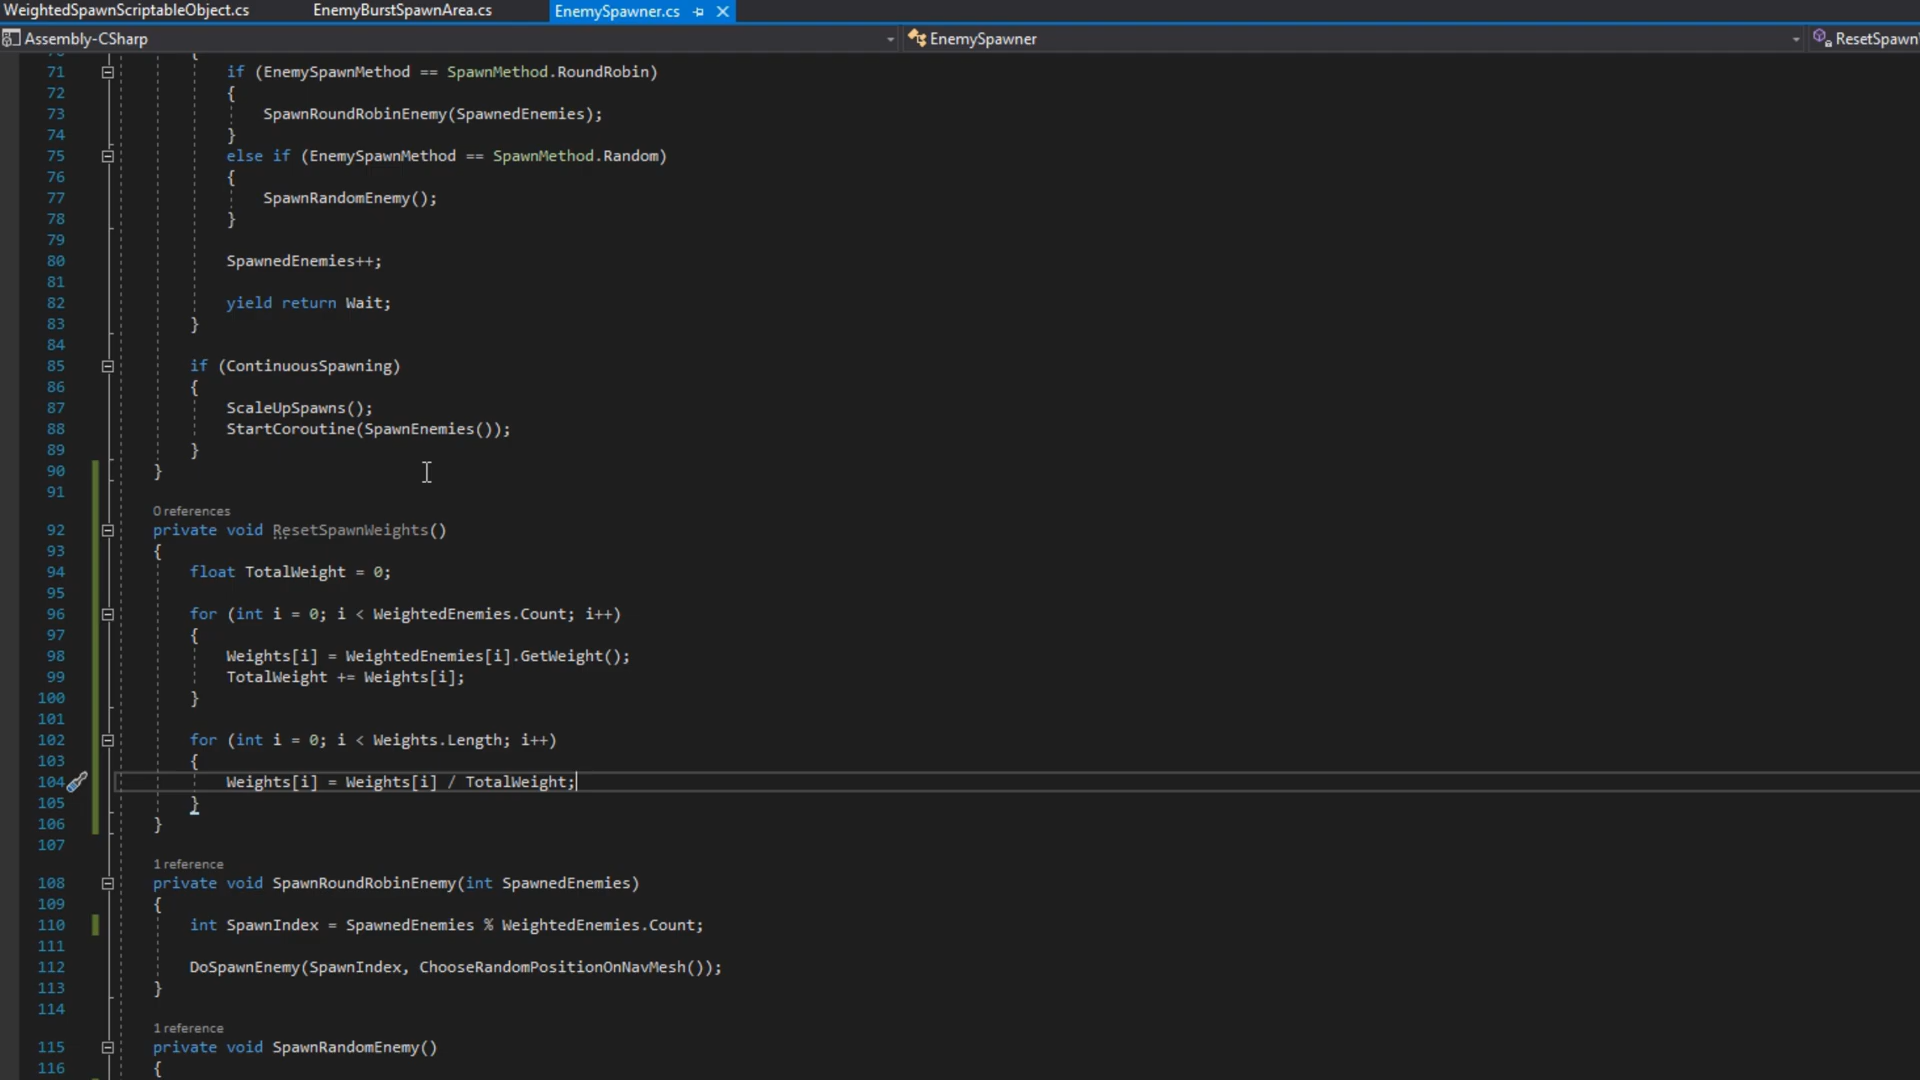 WeightedSpawnScriptableObject.cs EnemyBurstSpawnArea.cs EnemySpawner.cs
Assembly-CSharp EnemySpawner ResetSpawn
71 if (EnemySpawnMethod == SpawnMethod.RoundRobin)
72 {
73 SpawnRoundRobinEnemy(SpawnedEnemies);
74 }
75 else if (EnemySpawnMethod == SpawnMethod.Random)
76 {
77 SpawnRandomEnemy();
78 }
79
80 SpawnedEnemies++;
81
82 yield return Wait;
83 }
84
85 if (ContinuousSpawning)
86 {
87 ScaleUpSpawns();
88 StartCoroutine(SpawnEnemies());
89 }
90 }
91
0 references
92 private void ResetSpawnWeights()
93 {
94 float TotalWeight = 0;
95
96 for (int i = 0; i < WeightedEnemies.Count; i++)
97 {
98 Weights[i] = WeightedEnemies[i].GetWeight();
99 TotalWeight += Weights[i];
100 }
101
102 for (int i = 0; i < Weights.Length; i++)
103 {
104 Weights[i] = Weights[i] / TotalWeight;
105 }
106 }
107
1 reference
108 private void SpawnRoundRobinEnemy(int SpawnedEnemies)
109 {
110 int SpawnIndex = SpawnedEnemies % WeightedEnemies.Count;
111
112 DoSpawnEnemy(SpawnIndex, ChooseRandomPositionOnNavMesh());
113 }
114
1 reference
115 private void SpawnRandomEnemy()
116 {